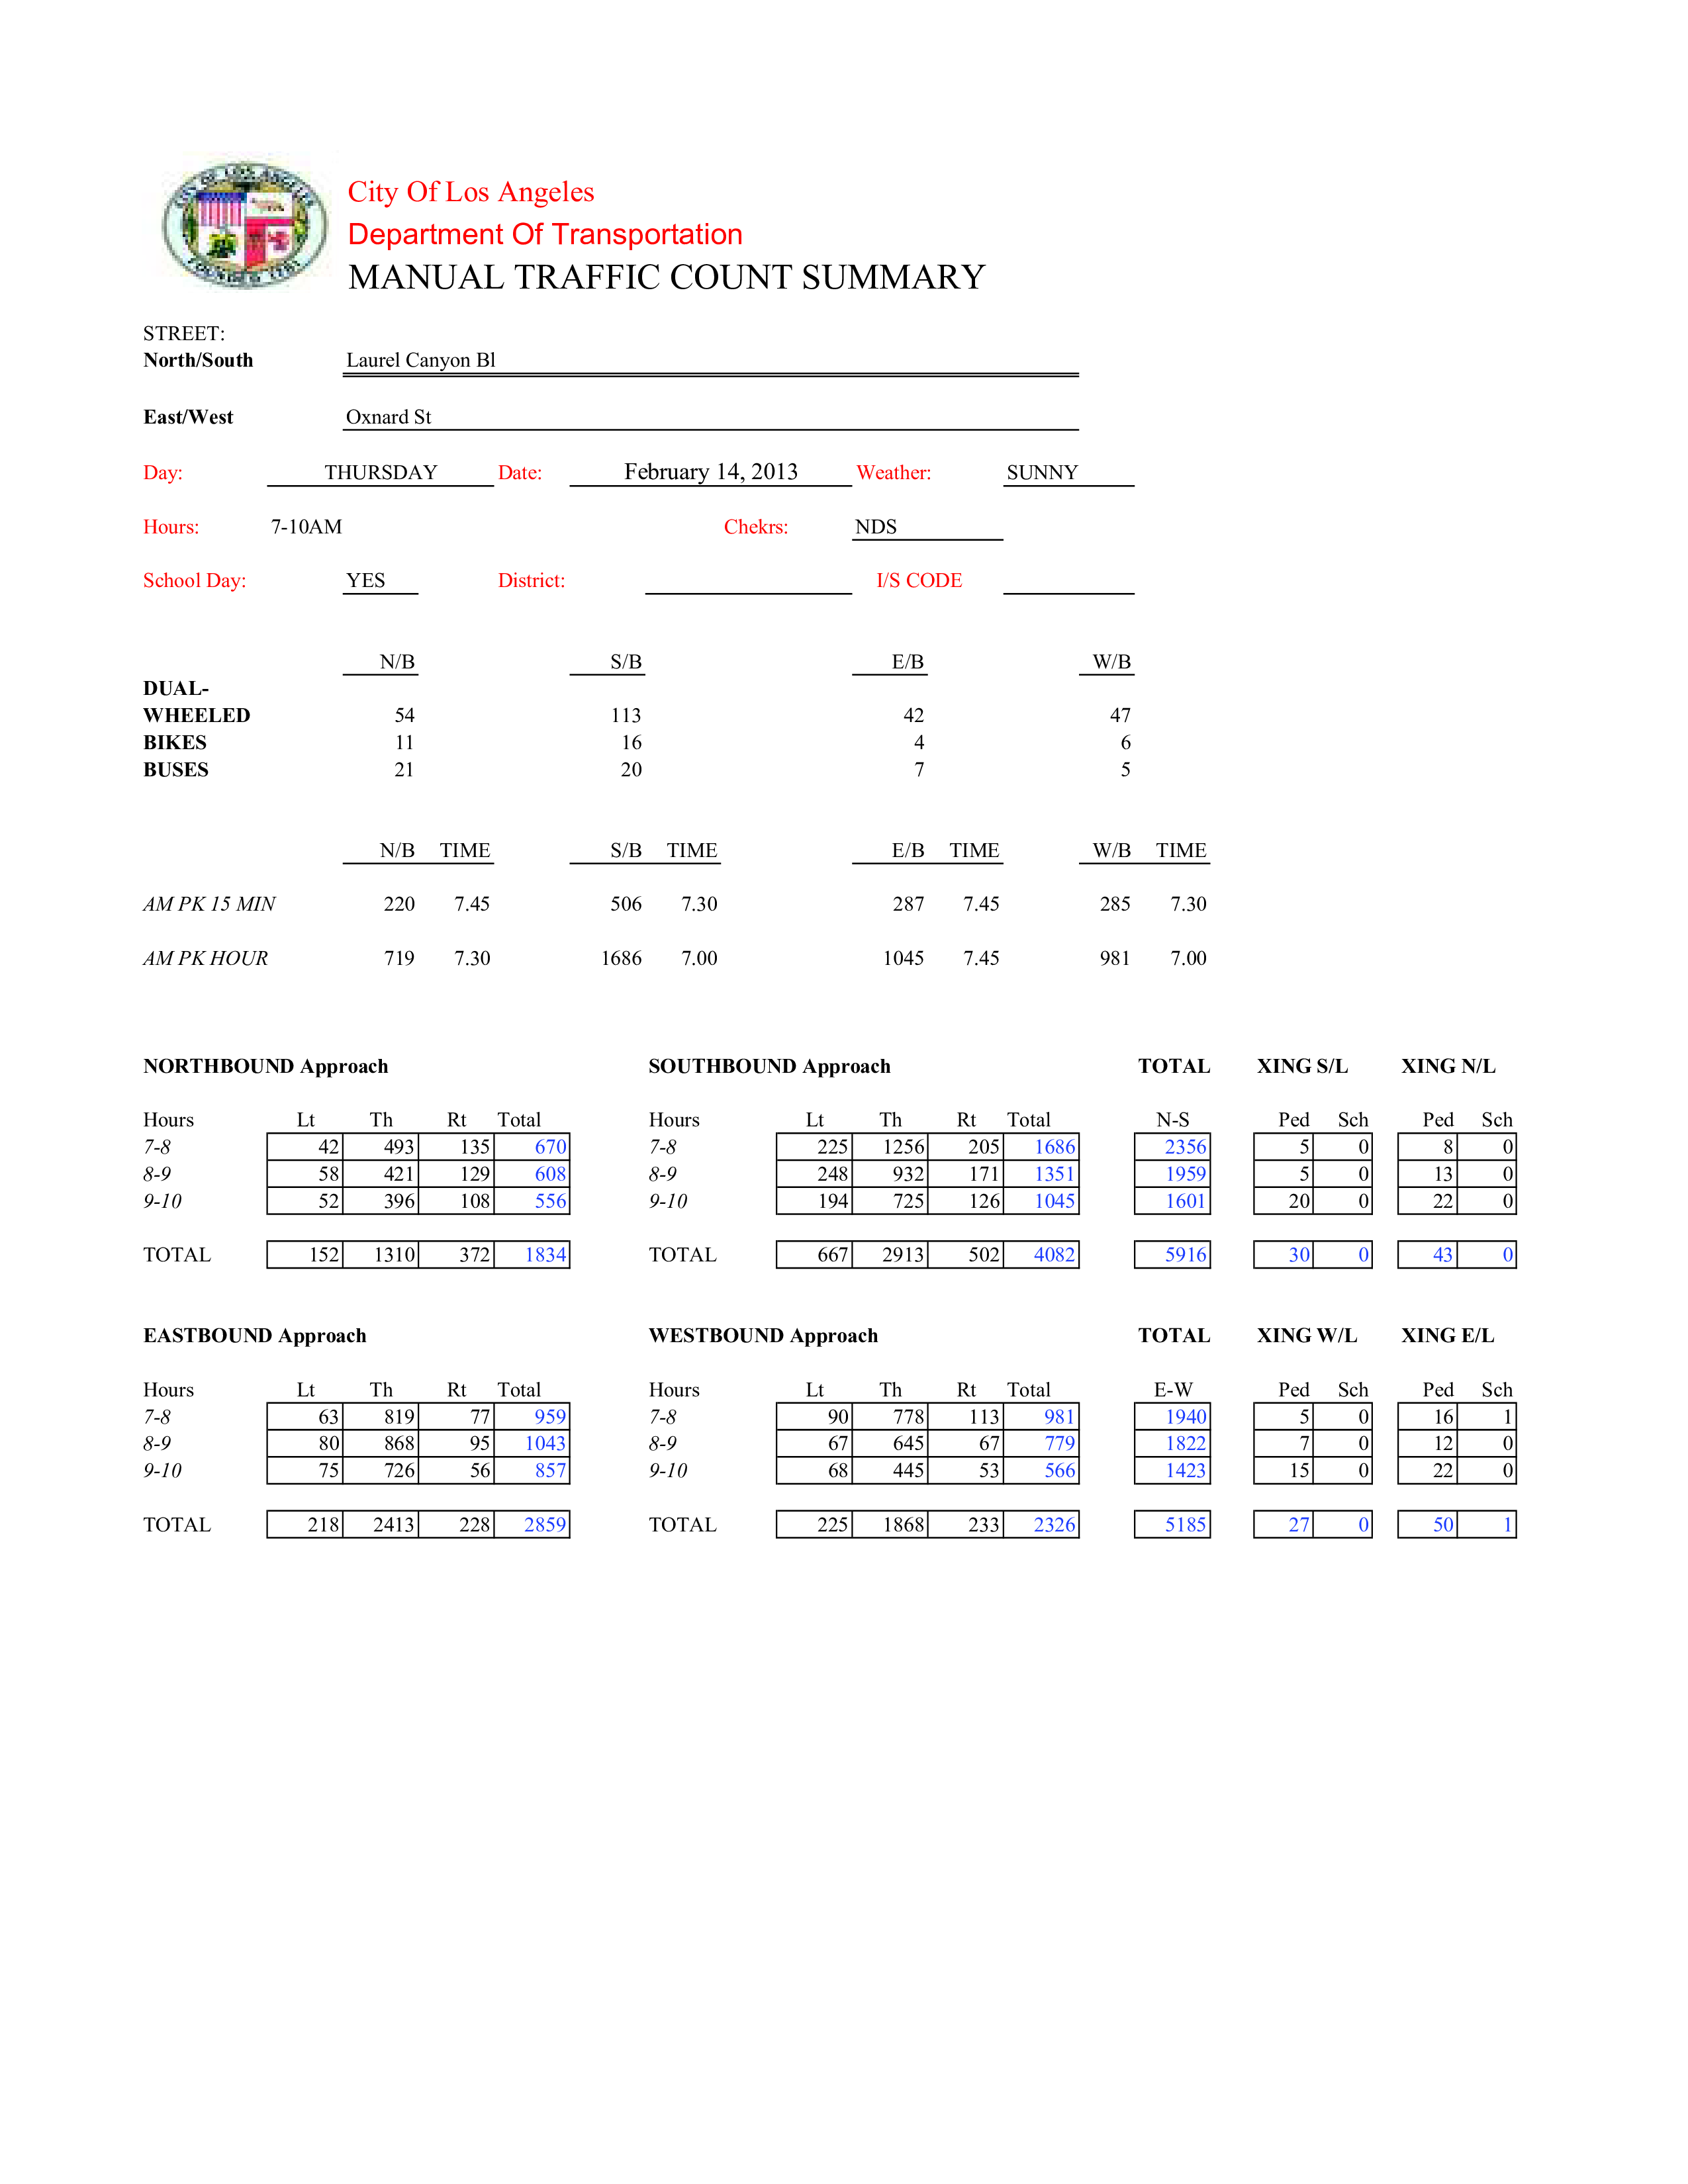 CITY OF LOS ANGELES
FOUNDED 1781
City Of Los Angeles
Department Of Transportation
MANUAL TRAFFIC COUNT SUMMARY
STREET:
North/South Laurel Canyon Bl
East/West Oxnard St
Day: THURSDAY Date: February 14, 2013 Weather: SUNNY
Hours: 7-10AM Chekrs: NDS
School Day: YES District: I/S CODE
N/B S/B E/B W/B
DUAL-
WHEELED 54 113 42 47
BIKES 11 16 4 6
BUSES 21 20 7 5
N/B TIME S/B TIME E/B TIME W/B TIME
AM PK 15 MIN 220 7.45 506 7.30 287 7.45 285 7.30
AM PK HOUR 719 7.30 1686 7.00 1045 7.45 981 7.00
NORTHBOUND Approach SOUTHBOUND Approach TOTAL XING S/L XING N/L
Hours Lt Th Rt Total Hours Lt Th Rt Total N-S Ped Sch Ped Sch
7-8 42 493 135 670 7-8 225 1256 205 1686 2356 5 0 8 0
8-9 58 421 129 608 8-9 248 932 171 1351 1959 5 0 13 0
9-10 52 396 108 556 9-10 194 725 126 1045 1601 20 0 22 0
TOTAL 152 1310 372 1834 TOTAL 667 2913 502 4082 5916 30 0 43 0
EASTBOUND Approach WESTBOUND Approach TOTAL XING W/L XING E/L
Hours Lt Th Rt Total Hours Lt Th Rt Total E-W Ped Sch Ped Sch
7-8 63 819 77 959 7-8 90 778 113 981 1940 5 0 16 1
8-9 80 868 95 1043 8-9 67 645 67 779 1822 7 0 12 0
9-10 75 726 56 857 9-10 68 445 53 566 1423 15 0 22 0
TOTAL 218 2413 228 2859 TOTAL 225 1868 233 2326 5185 27 0 50 1